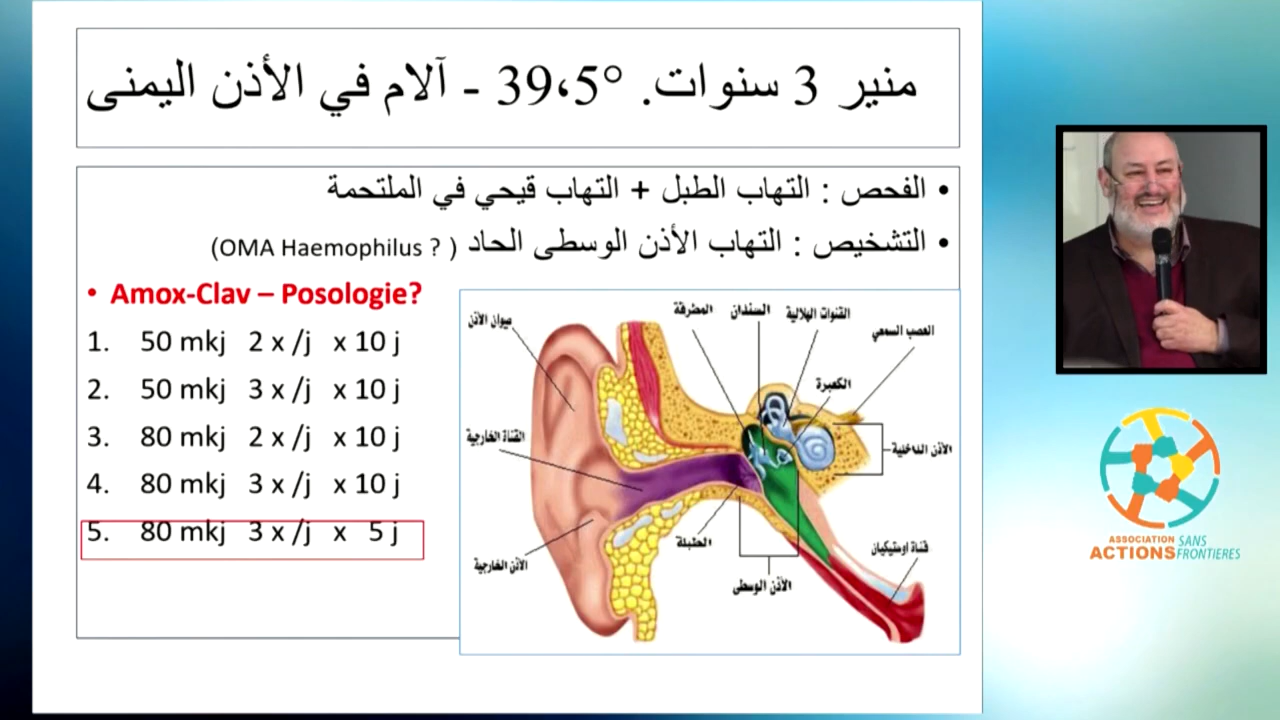 منير 3 سنوات. 39،5° - آلام في الأذن اليمنى
• الفحص : التهاب الطبل + التهاب قيحي في الملتحمة
• التشخيص : التهاب الأذن الوسطى الحاد (OMA Haemophilus ? )
• Amox-Clav – Posologie?
1. 50 mkj 2 x /j x 10 j
2. 50 mkj 3 x /j x 10 j
3. 80 mkj 2 x /j x 10 j
4. 80 mkj 3 x /j x 10 j
5. 80 mkj 3 x /j x 5 j
صيوان الأذن
المطرقة
السندان
القنوات الهلالية
العصب السمعي
الكعبرة
القناة الخارجية
الأذن الداخلية
الطبلة
قناة اوستيكيان
الأذن الخارجية
الأذن الوسطى
ASSOCIATION SANS
ACTIONS FRONTIERES